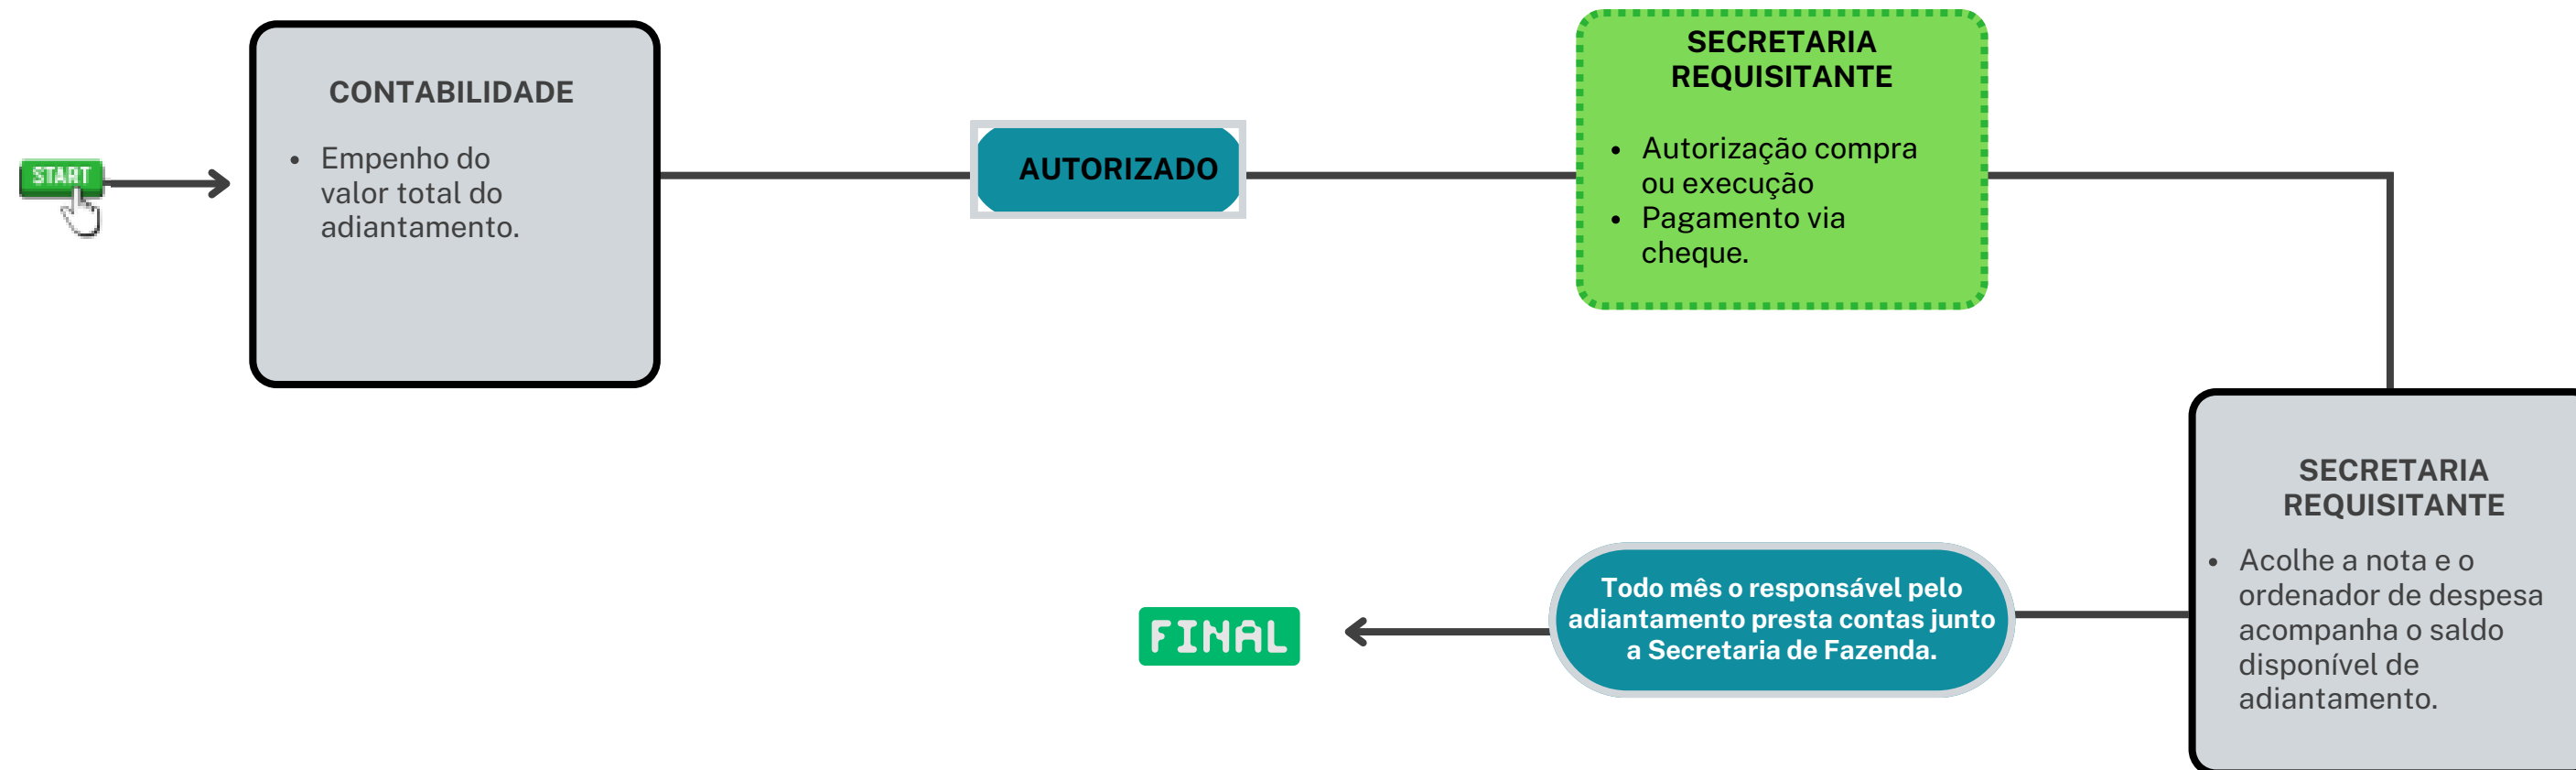 START
CONTABILIDADE
• Empenho do
valor total do
adiantamento.
AUTORIZADO
SECRETARIA
REQUISITANTE
• Autorização compra
ou execução
• Pagamento via
cheque.
SECRETARIA
REQUISITANTE
• Acolhe a nota e o
ordenador de despesa
acompanha o saldo
disponível de
adiantamento.
Todo mês o responsável pelo
adiantamento presta contas junto
a Secretaria de Fazenda.
FINAL